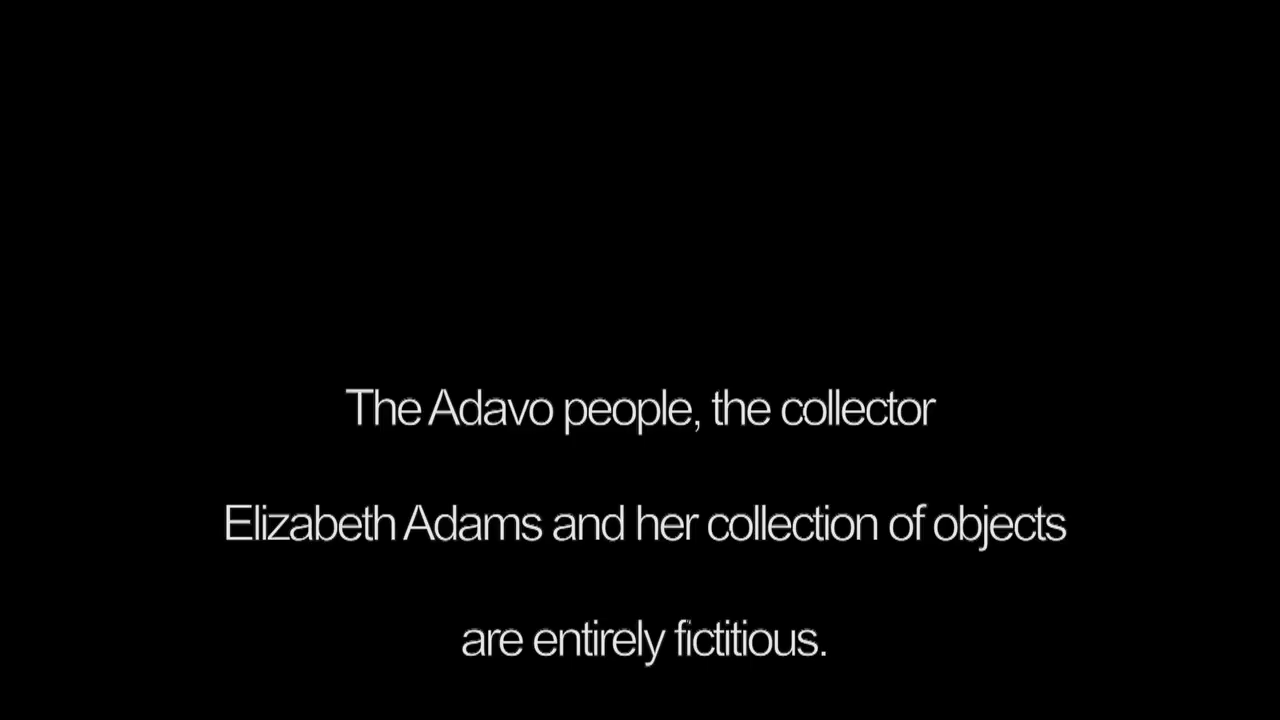 The Adavo people, the collector
Elizabeth Adams and her collection of objects
are entirely fictitious.